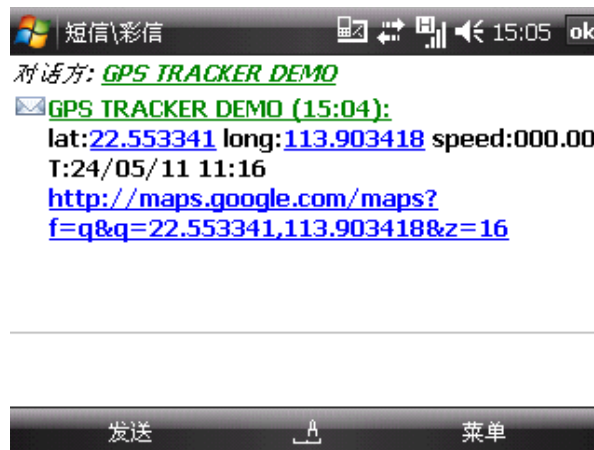 短信\彩信 15:05 ok
对话方: GPS TRACKER DEMO
GPS TRACKER DEMO (15:04):
lat:22.553341 long:113.903418 speed:000.00
T:24/05/11 11:16
http://maps.google.com/maps?
f=q&q=22.553341,113.903418&z=16
发送 A 菜单